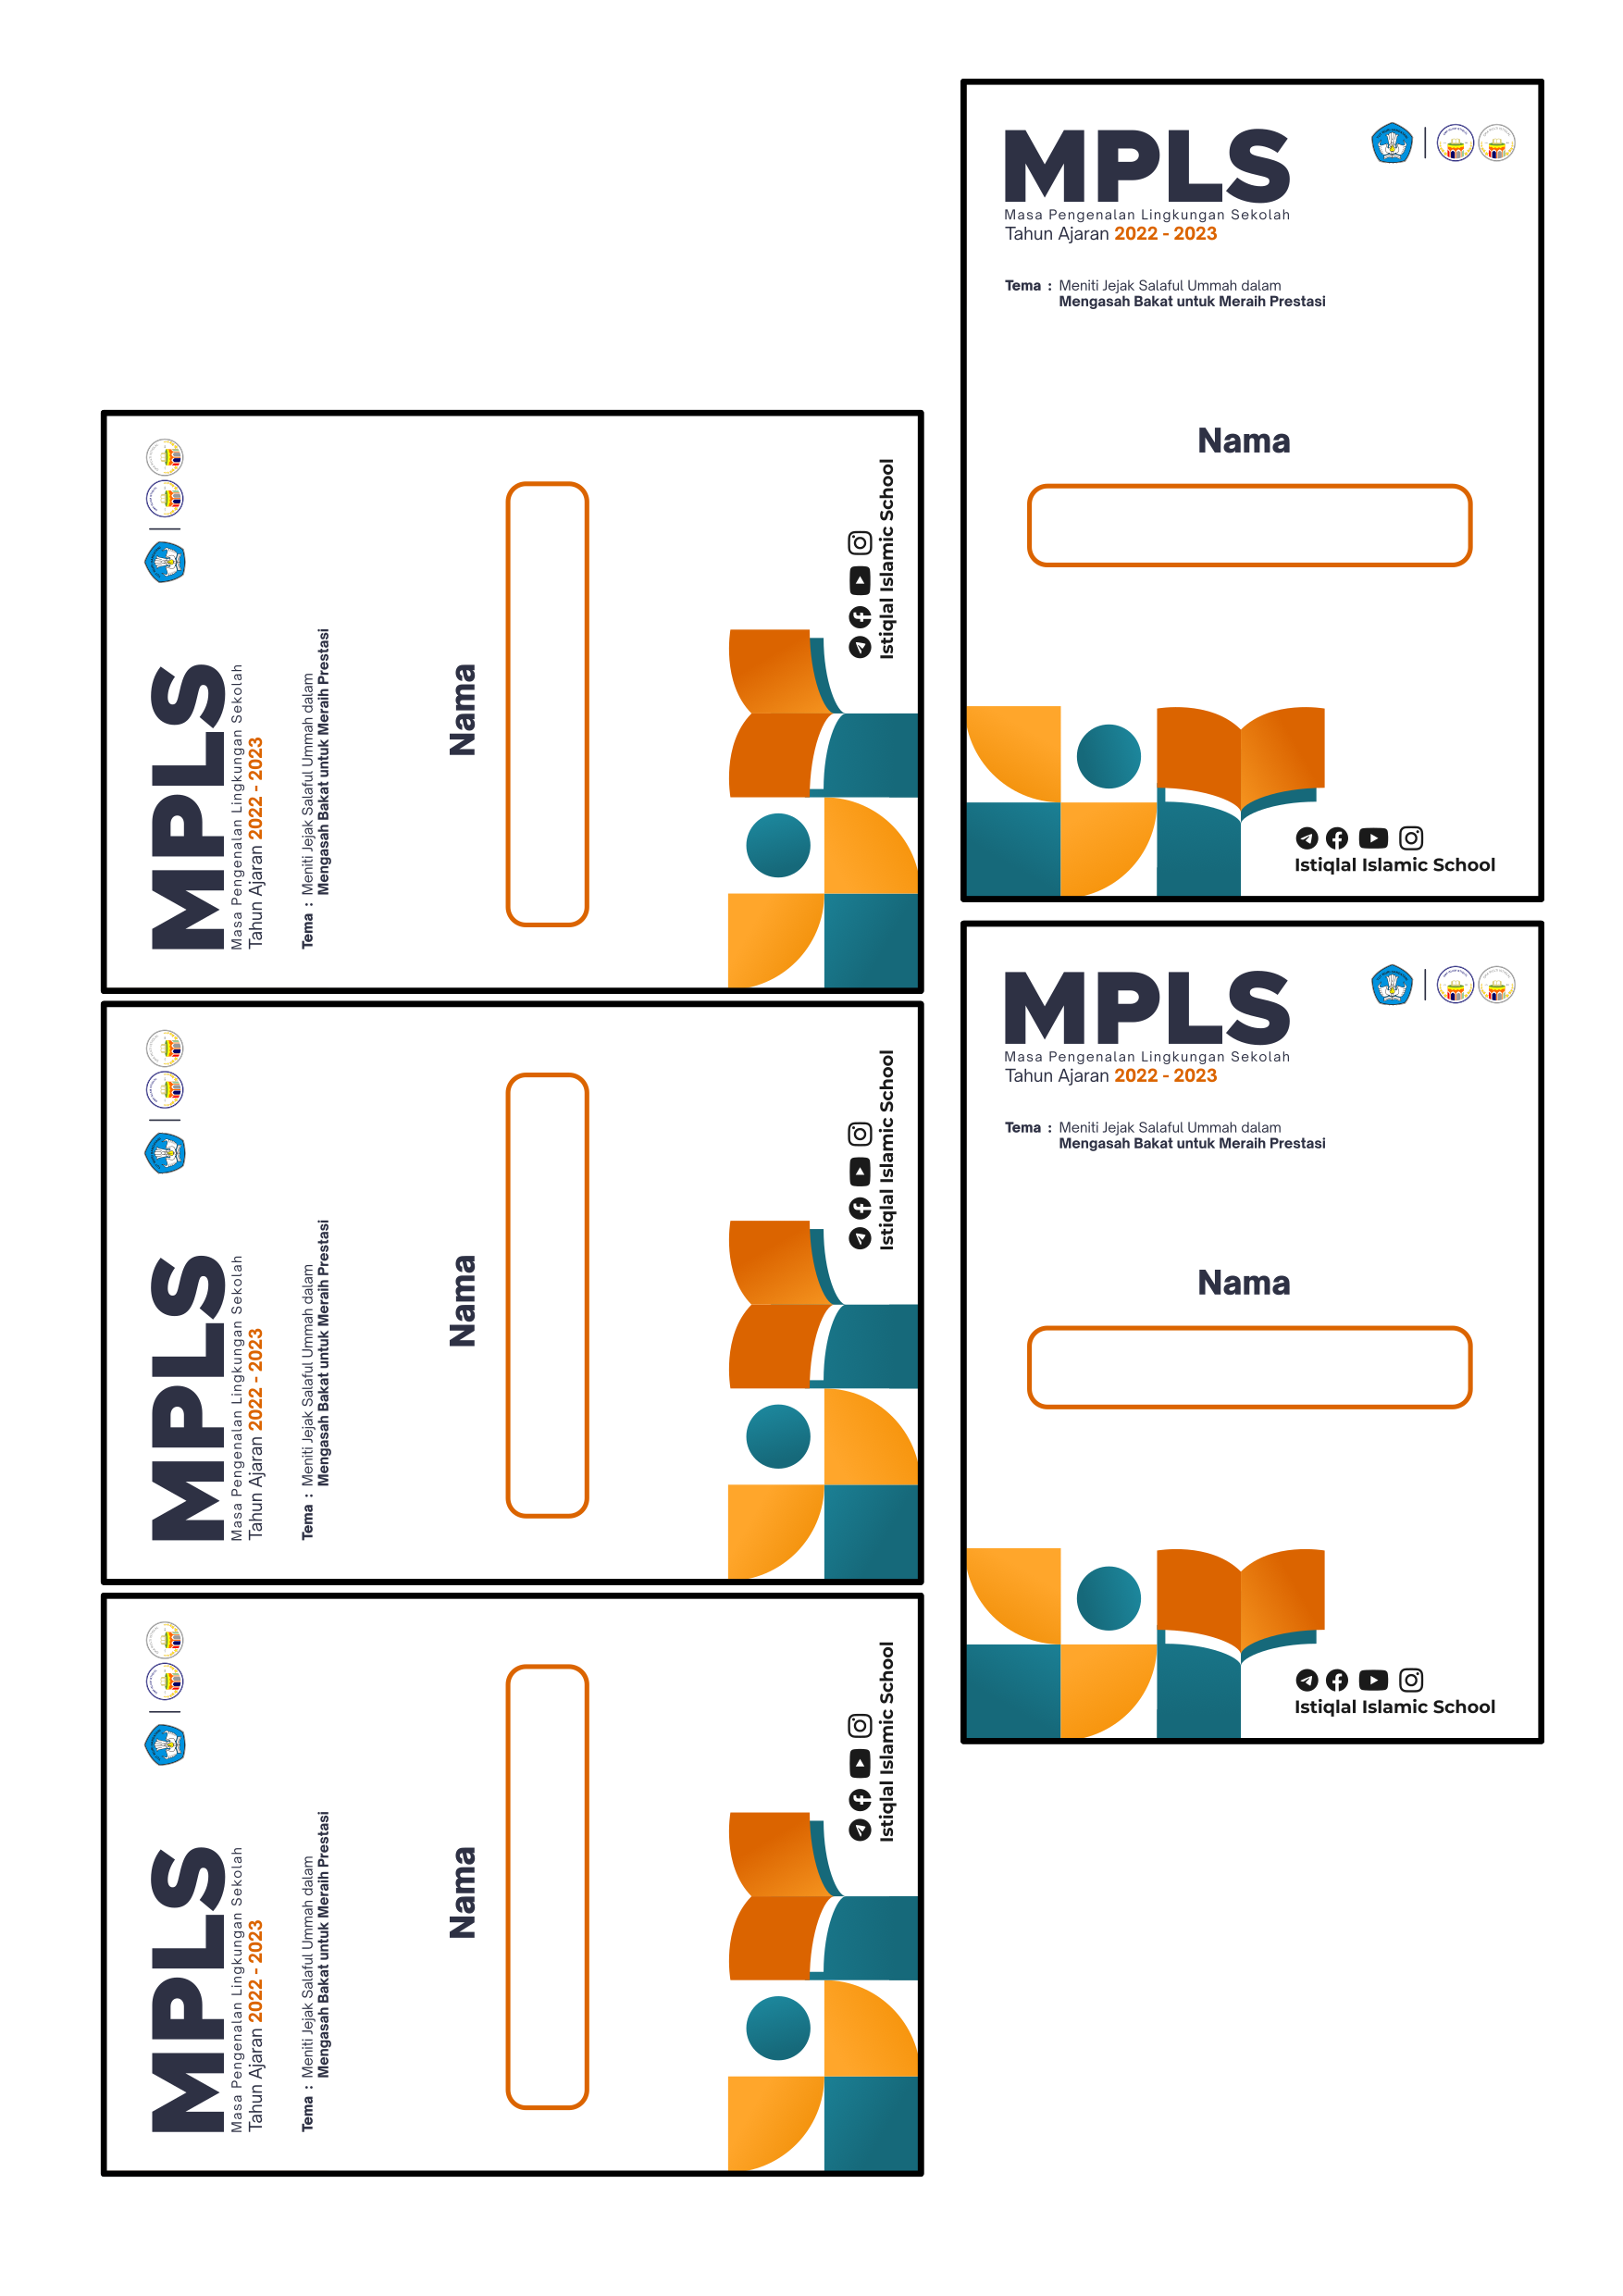 MPLS
Masa Pengenalan Lingkungan Sekolah
Tahun Ajaran 2022 - 2023
Tema : Meniti Jejak Salaful Ummah dalam
Mengasah Bakat untuk Meraih Prestasi
Nama
Istiqlal Islamic School
MPLS
Masa Pengenalan Lingkungan Sekolah
Tahun Ajaran 2022 - 2023
Tema : Meniti Jejak Salaful Ummah dalam
Mengasah Bakat untuk Meraih Prestasi
Nama
Istiqlal Islamic School
MPLS
Masa Pengenalan Lingkungan Sekolah
Tahun Ajaran 2022 - 2023
Tema : Meniti Jejak Salaful Ummah dalam
Mengasah Bakat untuk Meraih Prestasi
Nama
Istiqlal Islamic School
MPLS
Masa Pengenalan Lingkungan Sekolah
Tahun Ajaran 2022 - 2023
Tema : Meniti Jejak Salaful Ummah dalam
Mengasah Bakat untuk Meraih Prestasi
Nama
Istiqlal Islamic School
MPLS
Masa Pengenalan Lingkungan Sekolah
Tahun Ajaran 2022 - 2023
Tema : Meniti Jejak Salaful Ummah dalam
Mengasah Bakat untuk Meraih Prestasi
Nama
Istiqlal Islamic School